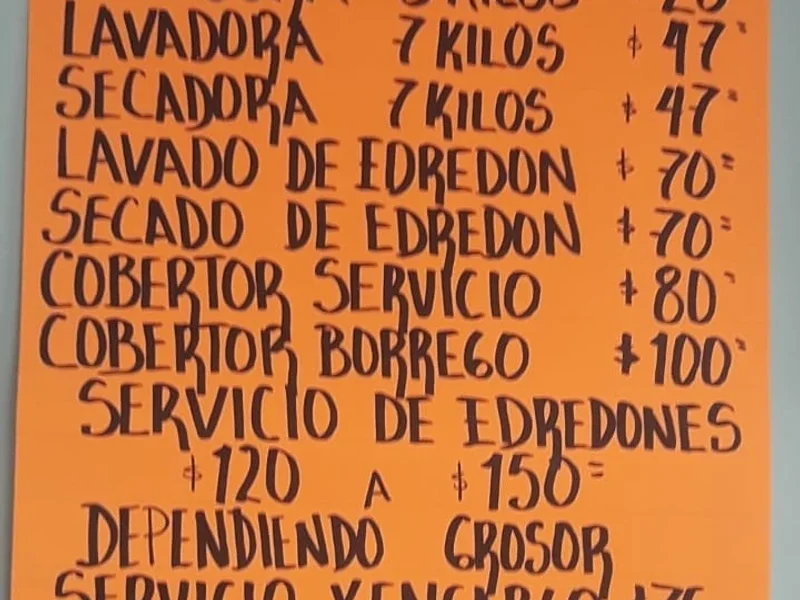 LAVADORA 7 KILOS $ 47
SECADORA 7 KILOS $ 47
LAVADO DE EDREDON $ 70=
SECADO DE EDREDON $ 70=
COBERTOR SERVICIO $ 80
COBERTOR BORREGO $ 100=
SERVICIO DE EDREDONES
$ 120 A $ 150=
DEPENDIENDO GROSOR
SERVICIO